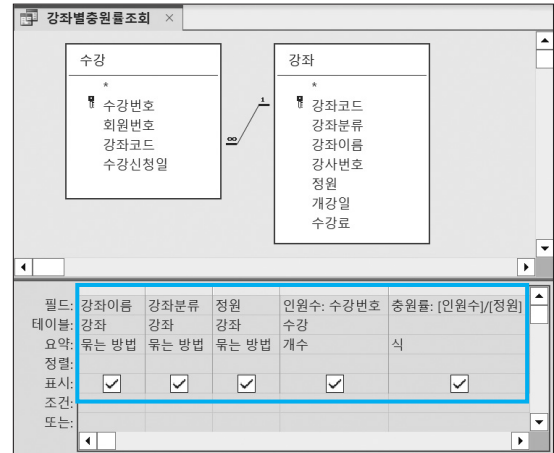 강좌별충원률조회 ×
수강
*
수강번호
회원번호
강좌코드
수강신청일
∞
1
강좌
*
강좌코드
강좌분류
강좌이름
강사번호
정원
개강일
수강료
필드: 강좌이름 강좌분류 정원 인원수: 수강번호 충원률: [인원수]/[정원]
테이블: 강좌 강좌 강좌 수강
요약: 묶는 방법 묶는 방법 묶는 방법 개수 식
정렬:
표시:
조건:
또는: